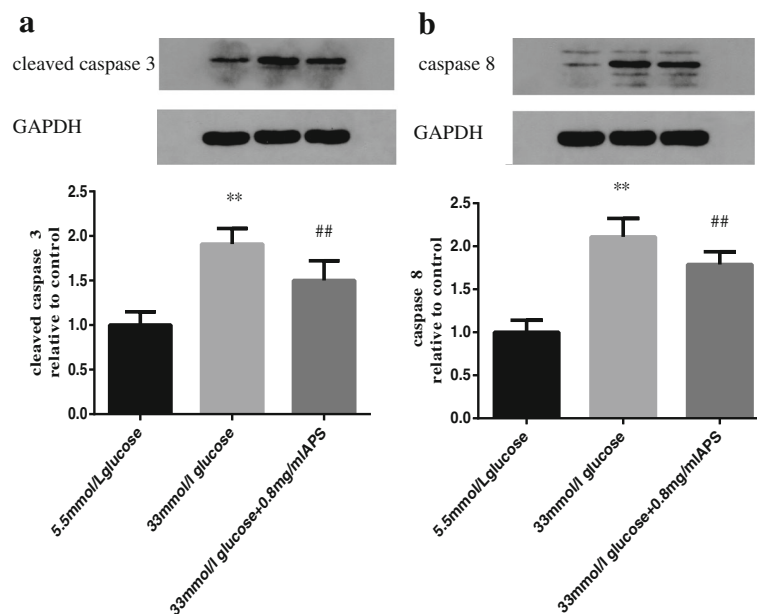 a
cleaved caspase 3
GAPDH
cleaved caspase 3
relative to control
2.5
2.0
1.5
1.0
0.5
0.0
**
##
5.5mmol/Lglucose
33mmol/l glucose
33mmol/l glucose+0.8mg/mlAPS
b
caspase 8
GAPDH
caspase 8
relative to control
2.5
2.0
1.5
1.0
0.5
0.0
**
##
5.5mmol/Lglucose
33mmol/l glucose
33mmol/l glucose+0.8mg/mlAPS